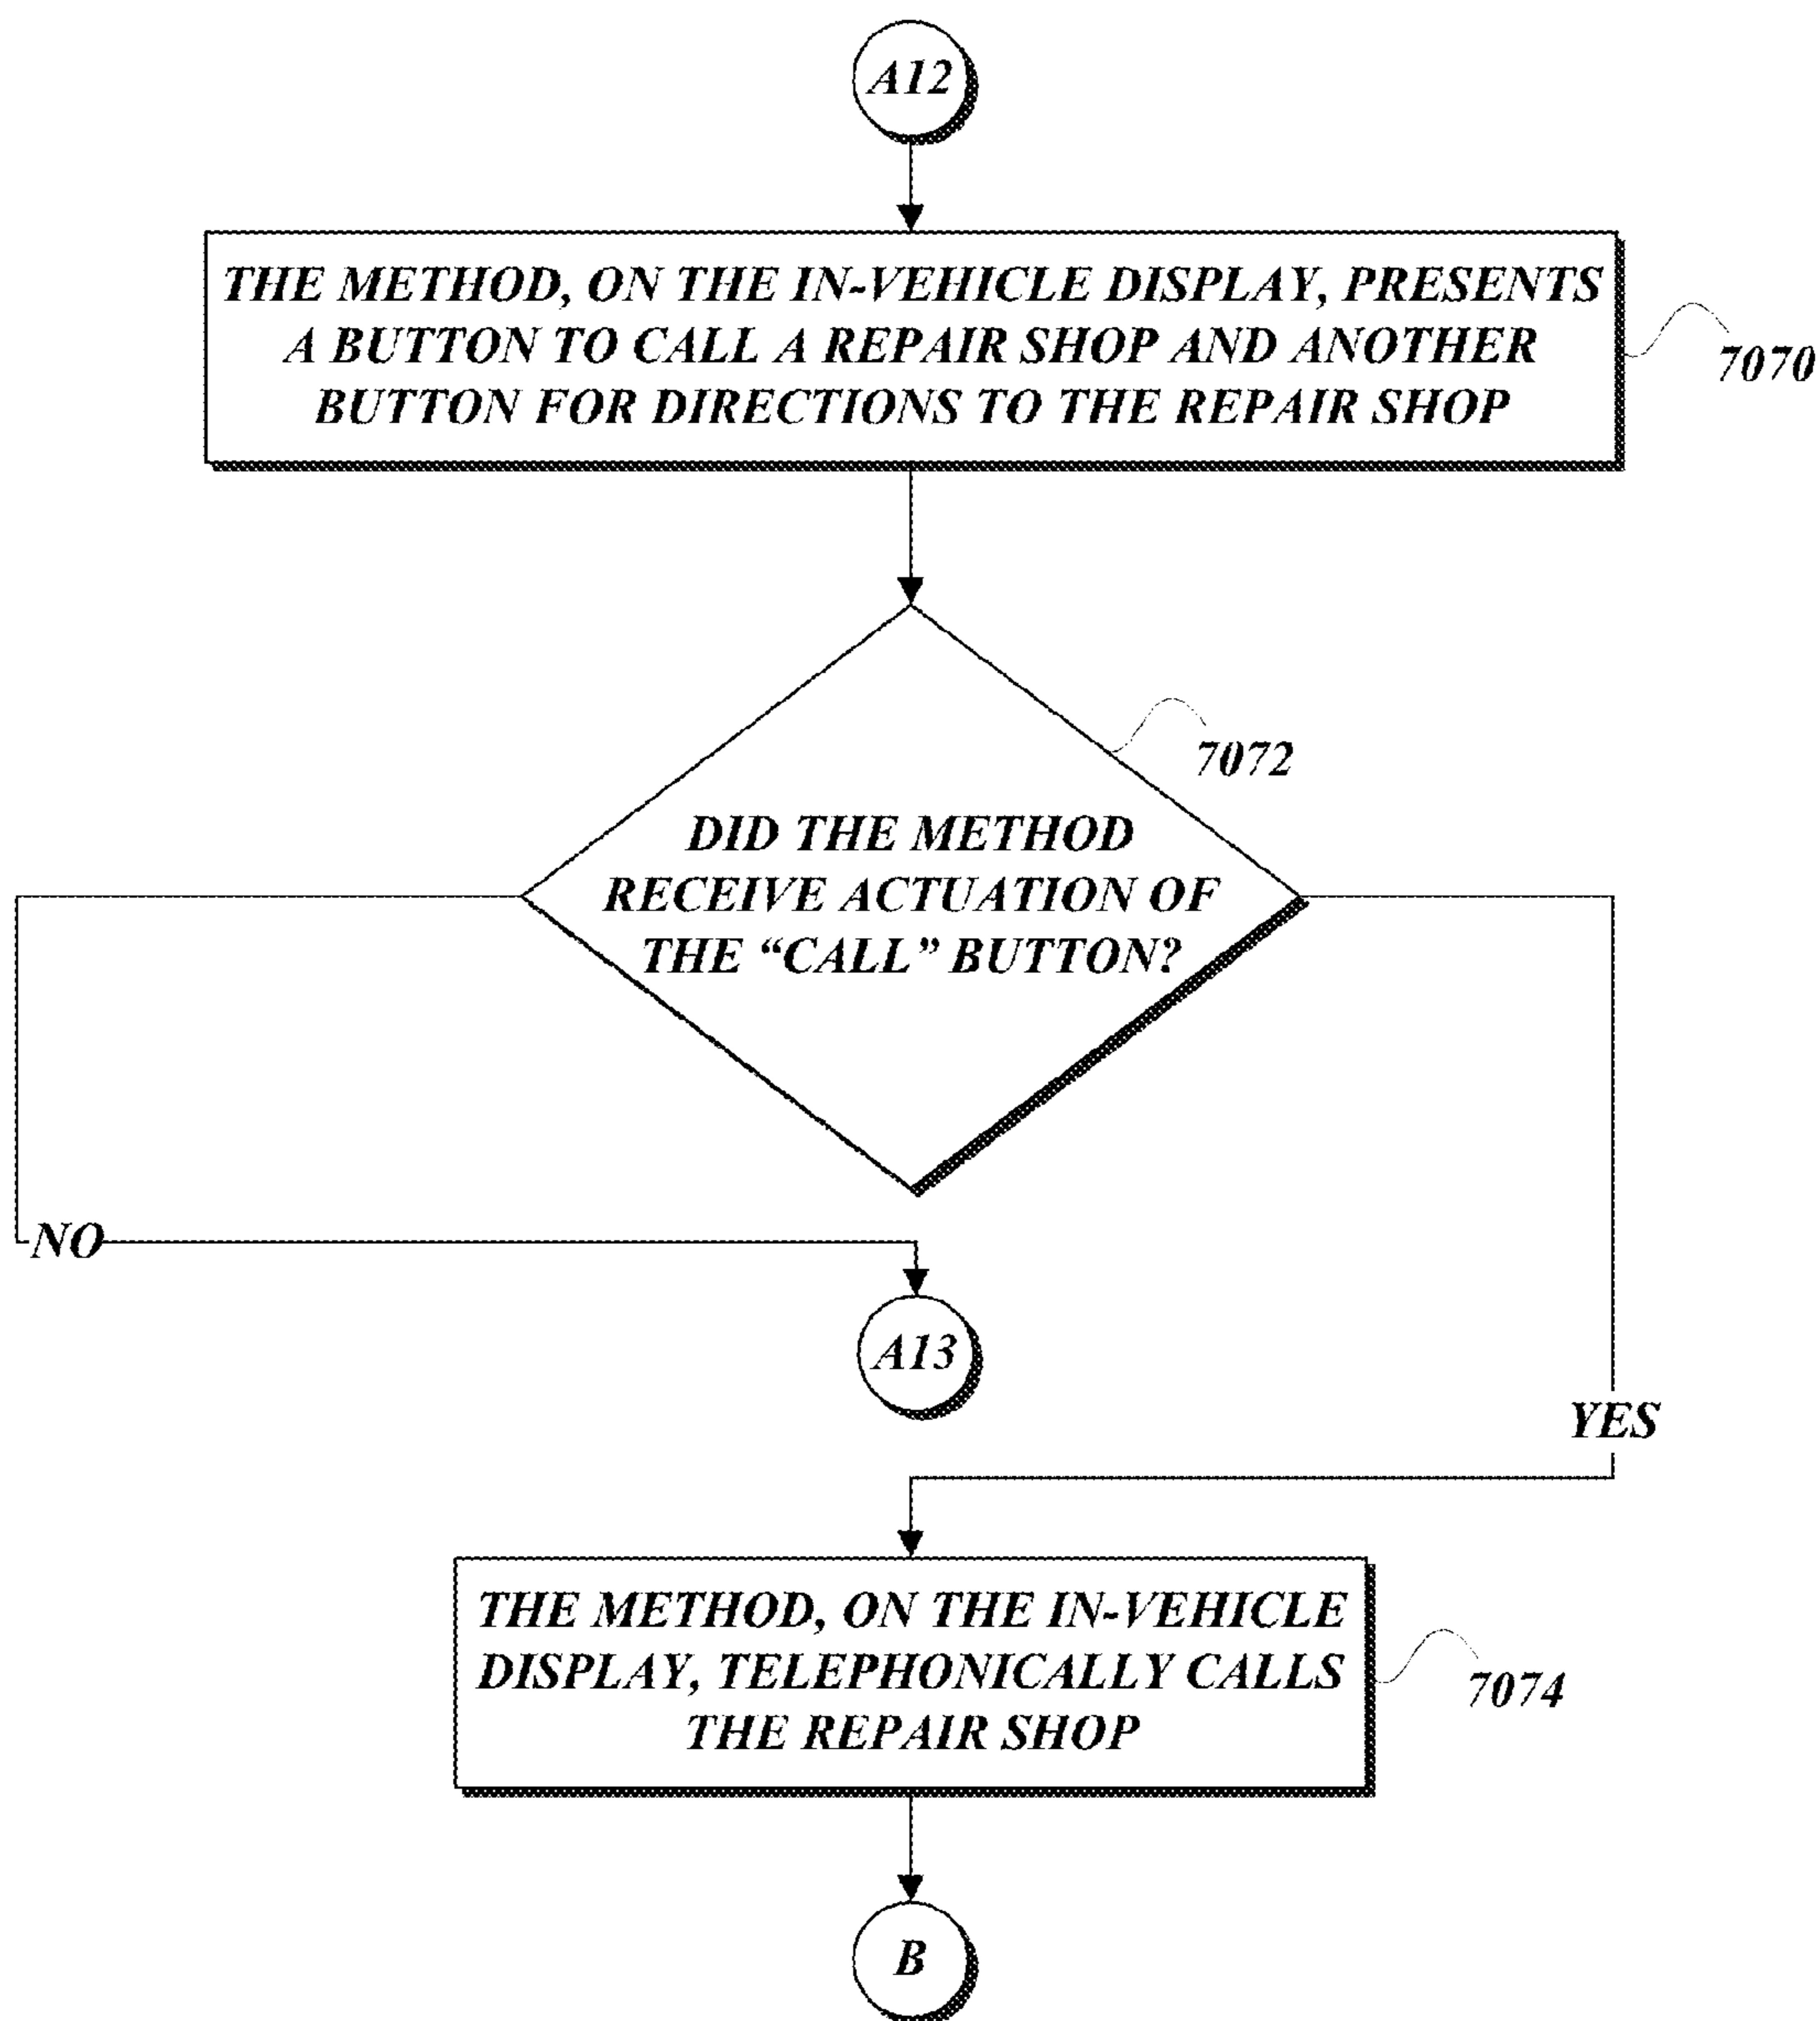 A12
THE METHOD, ON THE IN-VEHICLE DISPLAY, PRESENTS
A BUTTON TO CALL A REPAIR SHOP AND ANOTHER
BUTTON FOR DIRECTIONS TO THE REPAIR SHOP
7070
7072
DID THE METHOD
RECEIVE ACTUATION OF
THE “CALL” BUTTON?
NO
A13
YES
THE METHOD, ON THE IN-VEHICLE
DISPLAY, TELEPHONICALLY CALLS
THE REPAIR SHOP
7074
B